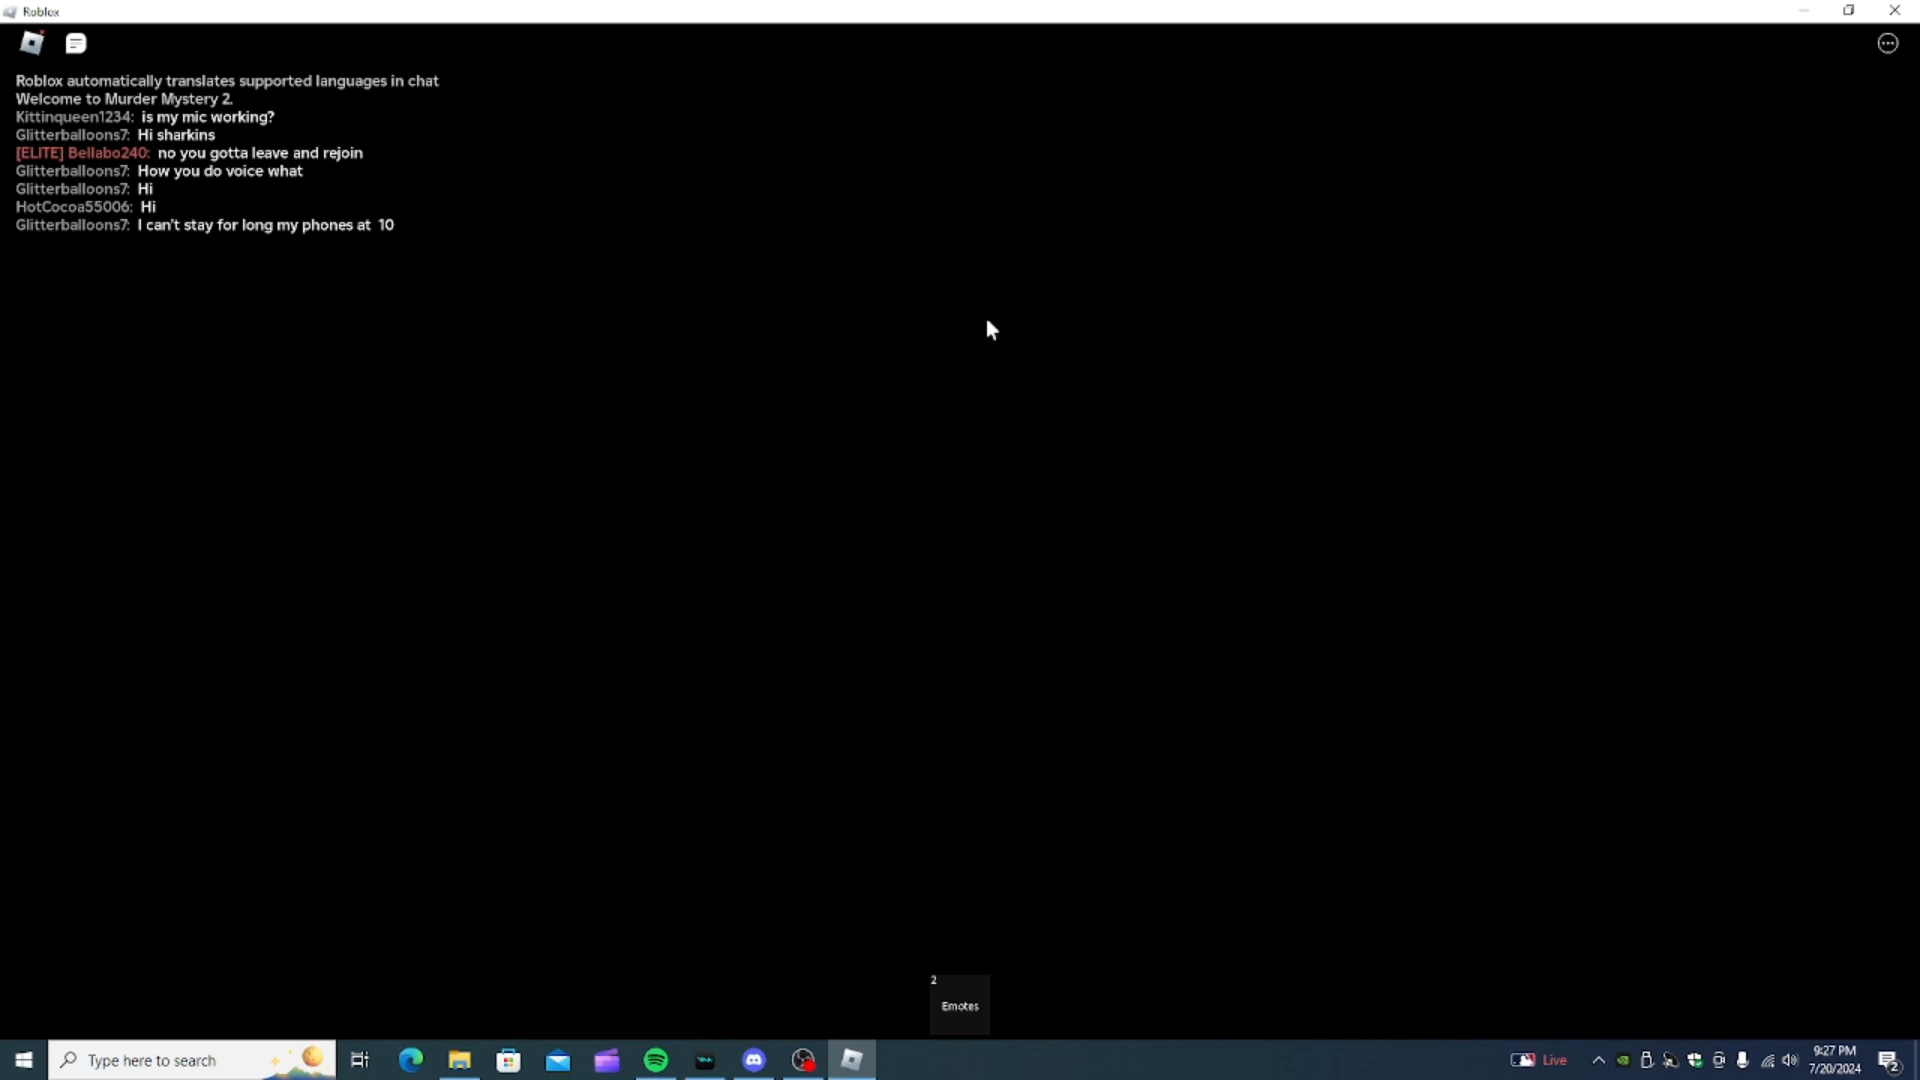 Roblox
Roblox automatically translates supported languages in chat
Welcome to Murder Mystery 2.
Kittinqueen1234: is my mic working?
Glitterballoons7: Hi sharkins
[ELITE] Bellabo240: no you gotta leave and rejoin
Glitterballoons7: How you do voice what
Glitterballoons7: Hi
HotCocoa55006: Hi
Glitterballoons7: I can't stay for long my phones at 10
2
Emotes
Type here to search
Live
9:27 PM
7/20/2024
2